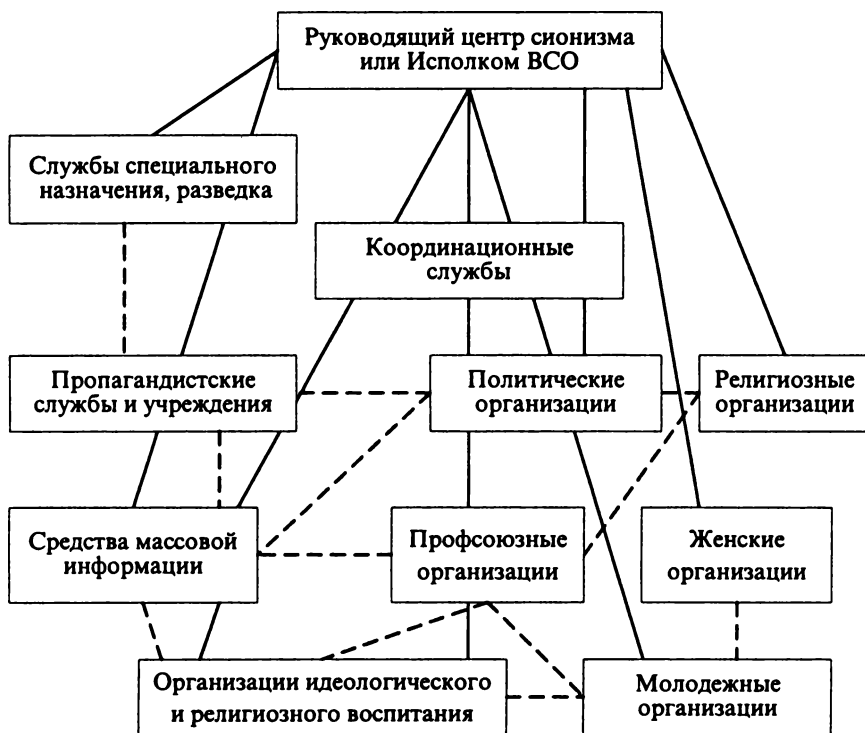 Руководящий центр сионизма
или Исполком ВСО
Службы специального
назначения, разведка
Координационные
службы
Пропагандистские
службы и учреждения
Политические
организации
Религиозные
организации
Средства массовой
информации
Профсоюзные
организации
Женские
организации
Организации идеологического
и религиозного воспитания
Молодежные
организации